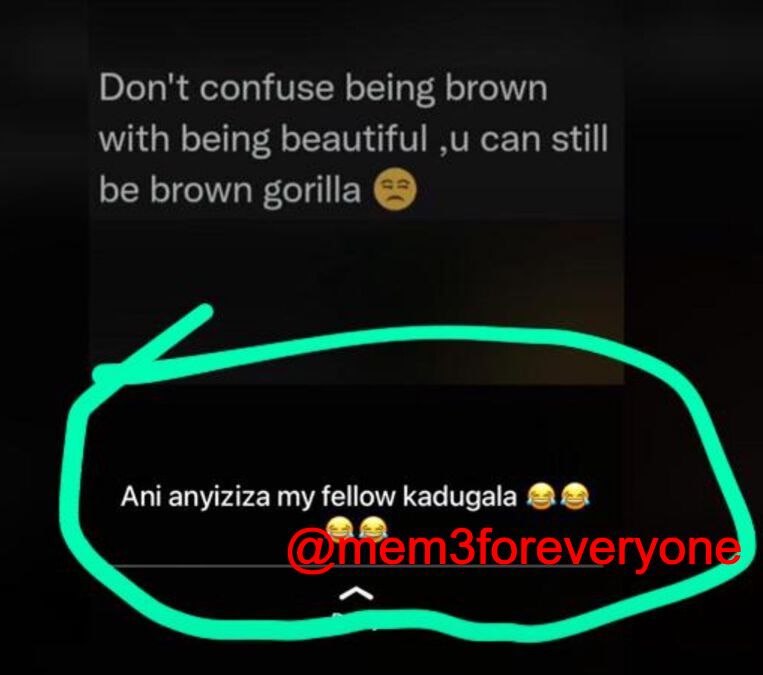 Don't confuse being brown
with being beautiful ,u can still
be brown gorilla 😒
Ani anyiziza my fellow kadugala 😂😂
😂😂
@mem3foreveryone